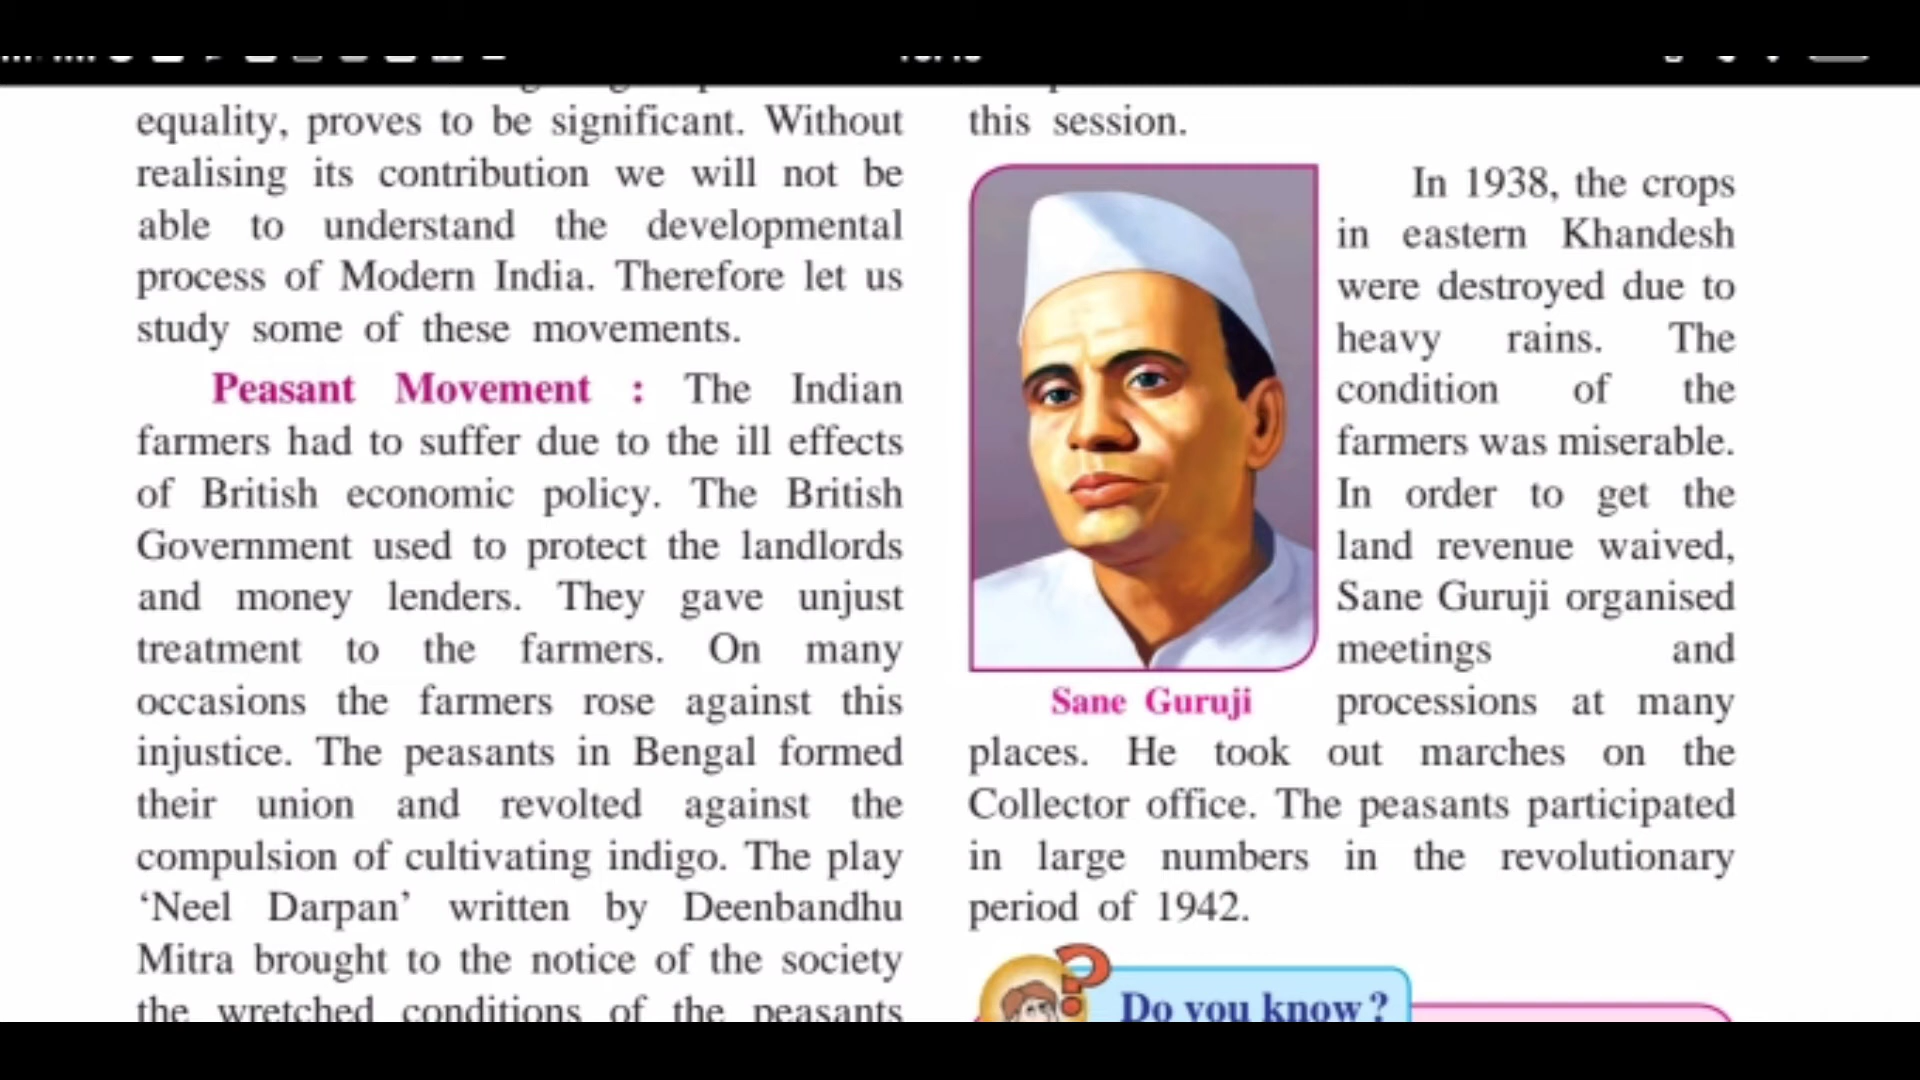 equality, proves to be significant. Without
realising its contribution we will not be
able to understand the developmental
process of Modern India. Therefore let us
study some of these movements.
Peasant Movement : The Indian
farmers had to suffer due to the ill effects
of British economic policy. The British
Government used to protect the landlords
and money lenders. They gave unjust
treatment to the farmers. On many
occasions the farmers rose against this
injustice. The peasants in Bengal formed
their union and revolted against the
compulsion of cultivating indigo. The play
‘Neel Darpan’ written by Deenbandhu
Mitra brought to the notice of the society
the wretched conditions of the peasants
this session.
In 1938, the crops
in eastern Khandesh
were destroyed due to
heavy rains. The
condition of the
farmers was miserable.
In order to get the
land revenue waived,
Sane Guruji organised
meetings and
processions at many
Sane Guruji
places. He took out marches on the
Collector office. The peasants participated
in large numbers in the revolutionary
period of 1942.
Do you know?